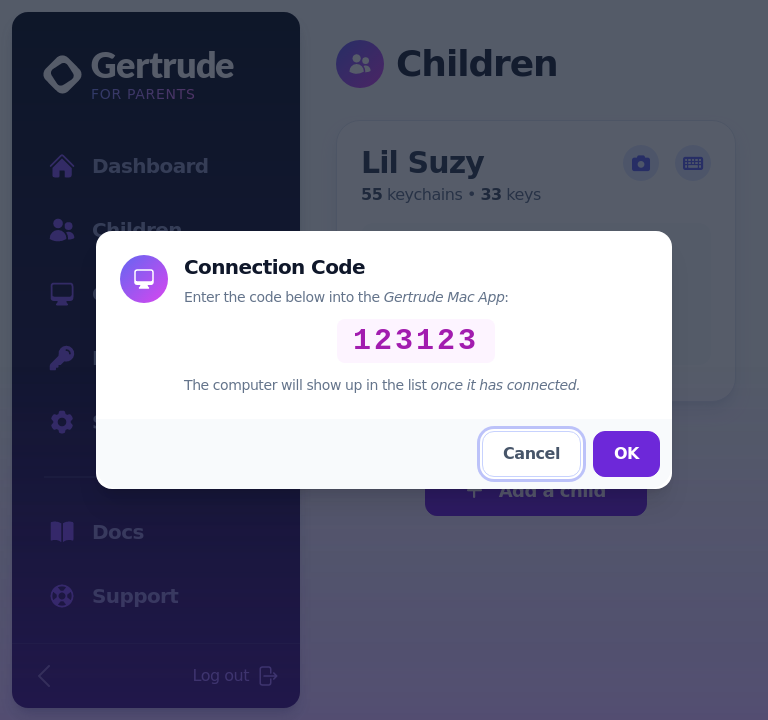 Gertrude
FOR PARENTS
Dashboard
Children
Docs
Support
Log out
Children
Lil Suzy
55 keychains • 33 keys
Connection Code
Enter the code below into the Gertrude Mac App:
123123
The computer will show up in the list once it has connected.
Cancel
OK
Add a child